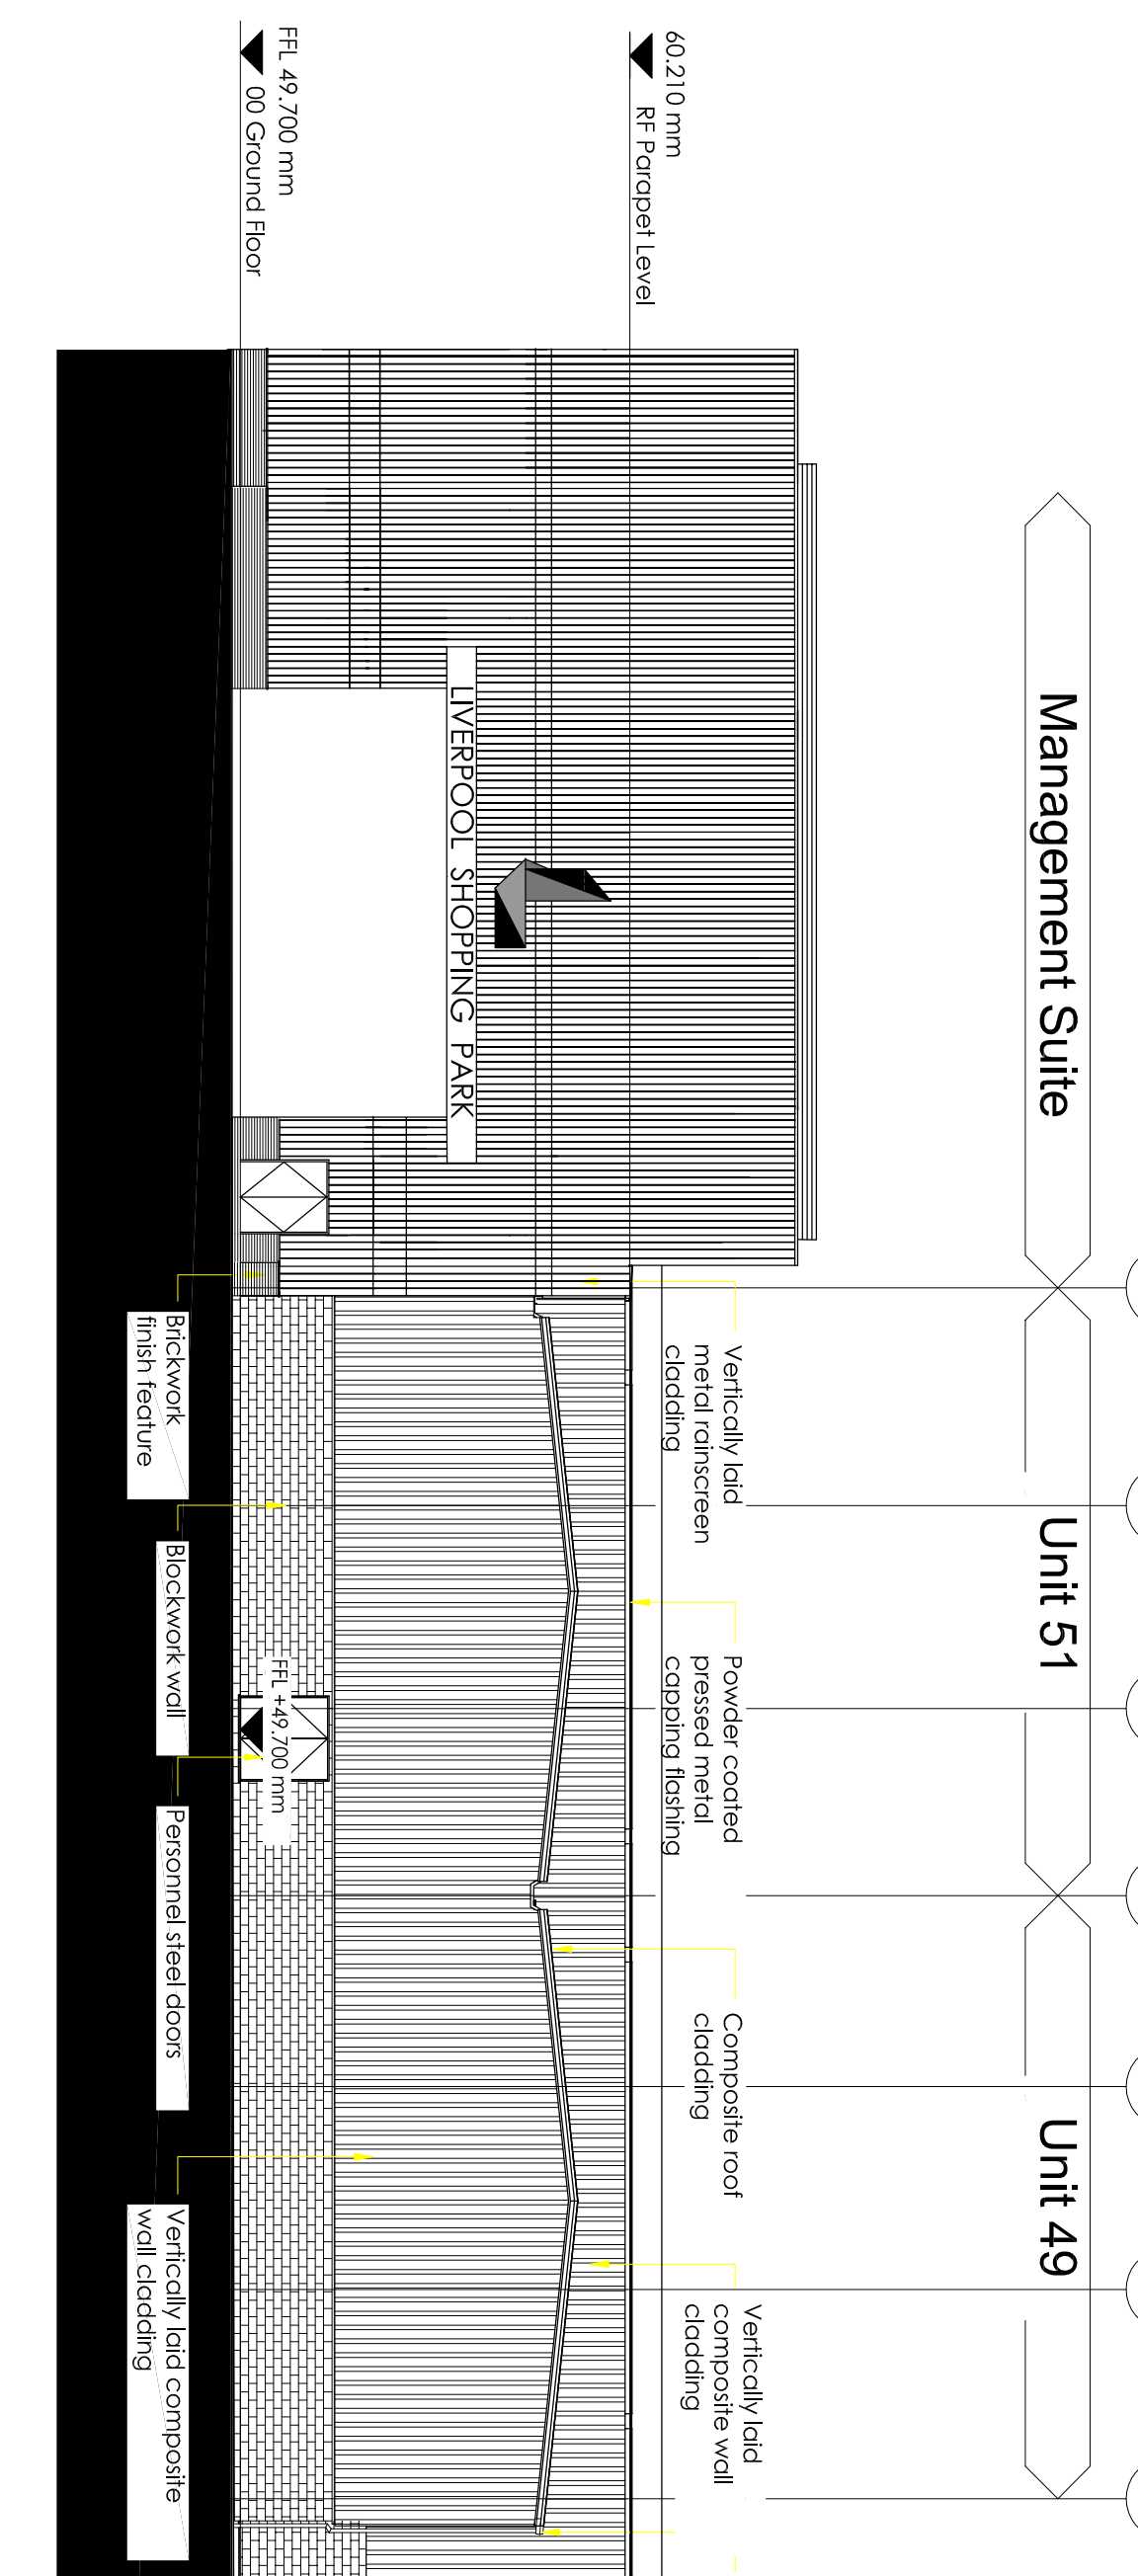 Management Suite
Unit 51
Unit 49
Vertically laid
metal rainscreen
cladding
Powder coated
pressed metal
capping flashing
Composite roof
cladding
Vertically laid
composite wall
cladding
60.210 mm
RF Parapet Level
LIVERPOOL SHOPPING PARK
FFL 49.700 mm
00 Ground Floor
FFL +49.700 mm
Brickwork
finish feature
Blockwork wall
Personnel steel doors
Vertically laid composite
wall cladding